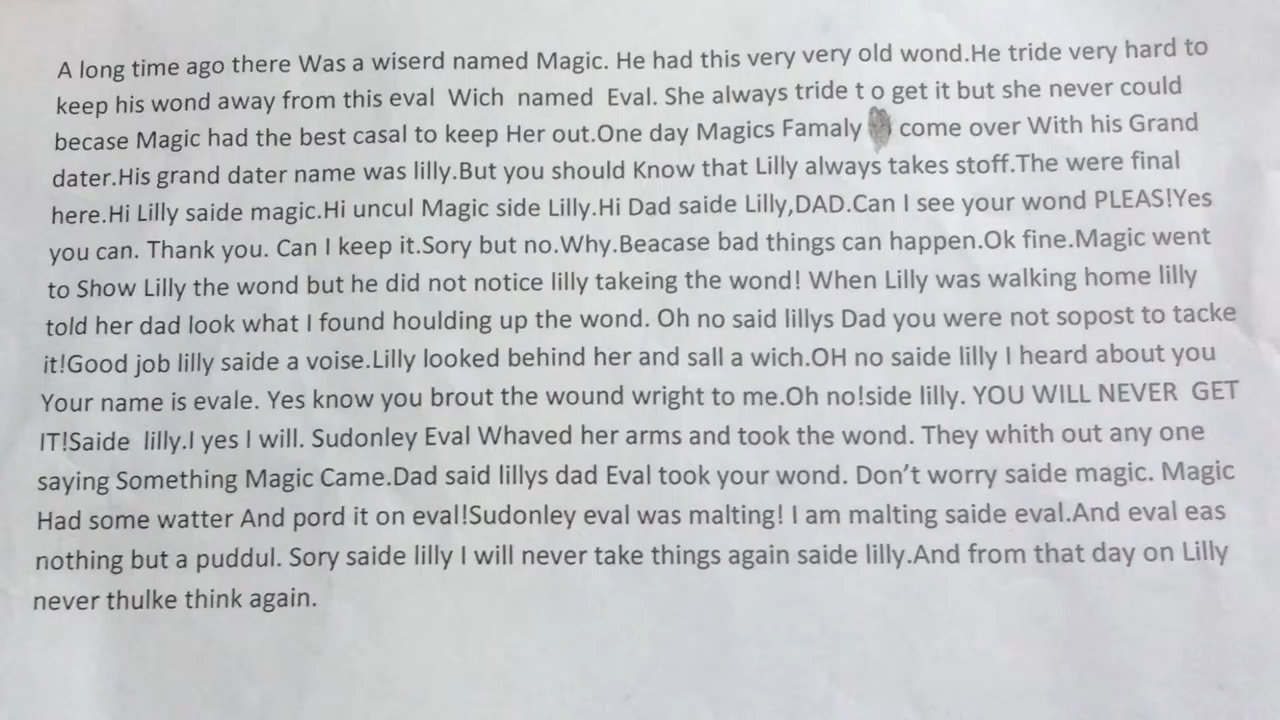 A long time ago there Was a wiserd named Magic. He had this very very old wond.He tride very hard to
keep his wond away from this eval Wich named Eval. She always tride t o get it but she never could
becase Magic had the best casal to keep Her out.One day Magics Famaly come over With his Grand
dater.His grand dater name was lilly.But you should Know that Lilly always takes stoff.The were final
here.Hi Lilly saide magic.Hi uncul Magic side Lilly.Hi Dad saide Lilly,DAD.Can I see your wond PLEAS!Yes
you can. Thank you. Can I keep it.Sory but no.Why.Beacase bad things can happen.Ok fine.Magic went
to Show Lilly the wond but he did not notice lilly takeing the wond! When Lilly was walking home lilly
told her dad look what I found houlding up the wond. Oh no said lillys Dad you were not sopost to tacke
it!Good job lilly saide a voise.Lilly looked behind her and sall a wich.OH no saide lilly I heard about you
Your name is evale. Yes know you brout the wound wright to me.Oh no!side lilly. YOU WILL NEVER GET
IT!Saide lilly.I yes I will. Sudonley Eval Whaved her arms and took the wond. They whith out any one
saying Something Magic Came.Dad said lillys dad Eval took your wond. Don’t worry saide magic. Magic
Had some watter And pord it on eval!Sudonley eval was malting! I am malting saide eval.And eval eas
nothing but a puddul. Sory saide lilly I will never take things again saide lilly.And from that day on Lilly
never thulke think again.